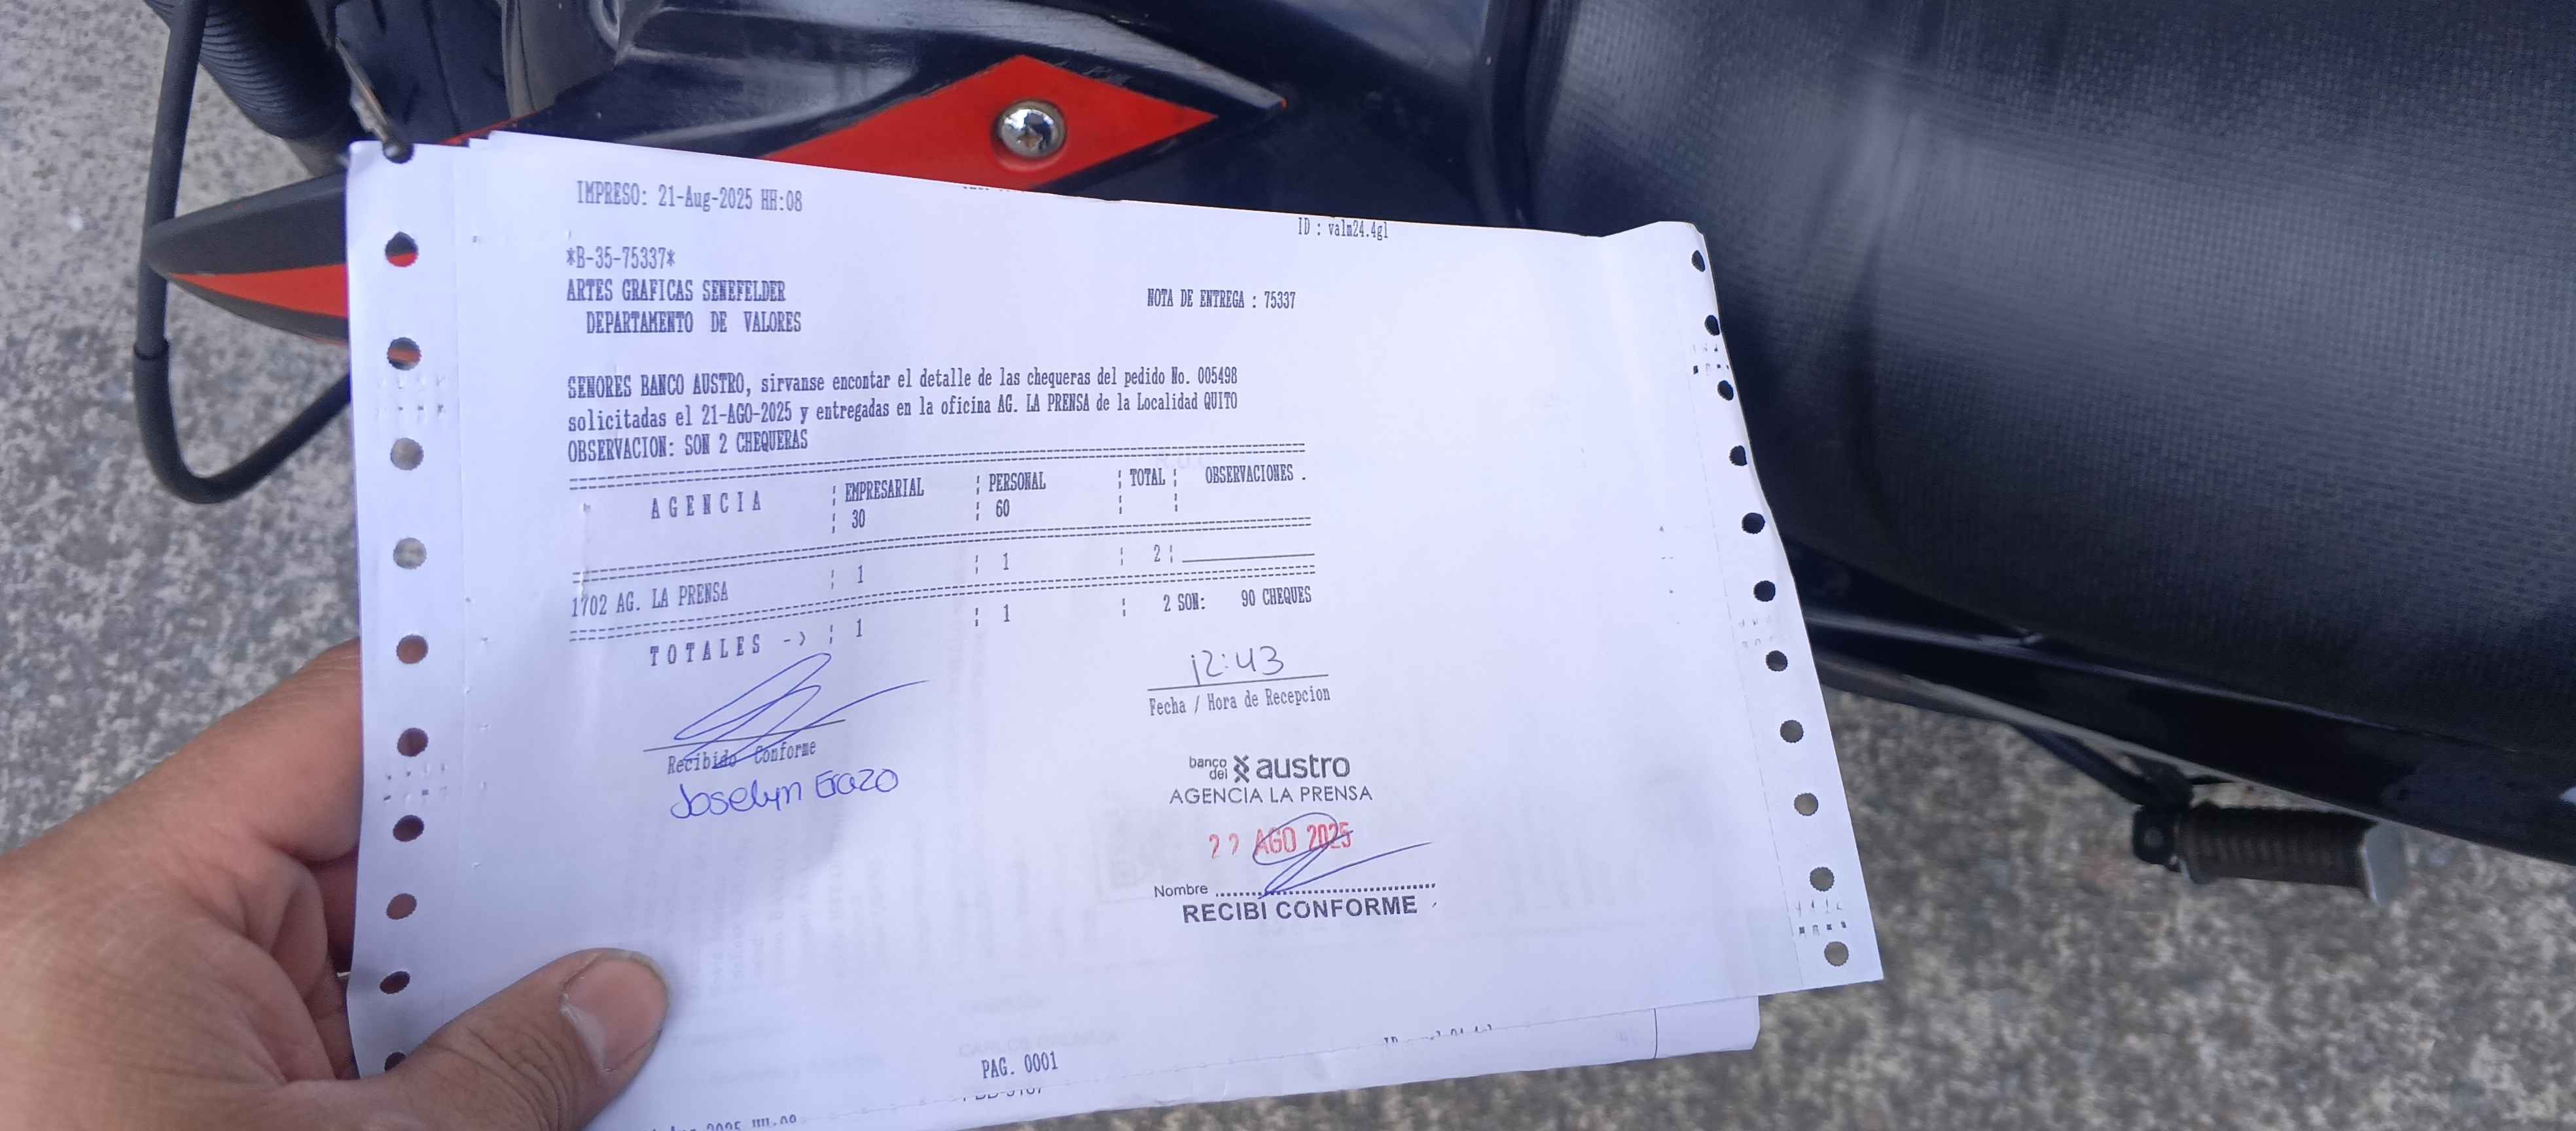 IMPRESO: 21-Aug-2025 HH:08
ID : valm24.4gl
*B-35-75337*
ARTES GRAFICAS SENEFELDER
NOTA DE ENTREGA : 75337
DEPARTAMENTO DE VALORES
SENORES BANCO AUSTRO, sirvanse encontar el detalle de las chequeras del pedido No. 005498
solicitadas el 21-AGO-2025 y entregadas en la oficina AG. LA PRENSA de la Localidad QUITO
OBSERVACION: SON 2 CHEQUERAS
AGENCIA ¦ EMPRESARIAL ¦ PERSONAL ¦ TOTAL ¦ OBSERVACIONES .
¦ 30 ¦ 60 ¦ ¦
1702 AG. LA PRENSA ¦ 1 ¦ 1 ¦ 2 ¦
TOTALES -> ¦ 1 ¦ 1 ¦ 2 SON: 90 CHEQUES
12:43
Fecha / Hora de Recepcion
Recibido Conforme
Joselyn Erazo
banco del austro
AGENCIA LA PRENSA
22 AGO 2025
Nombre
RECIBI CONFORME
PAG. 0001